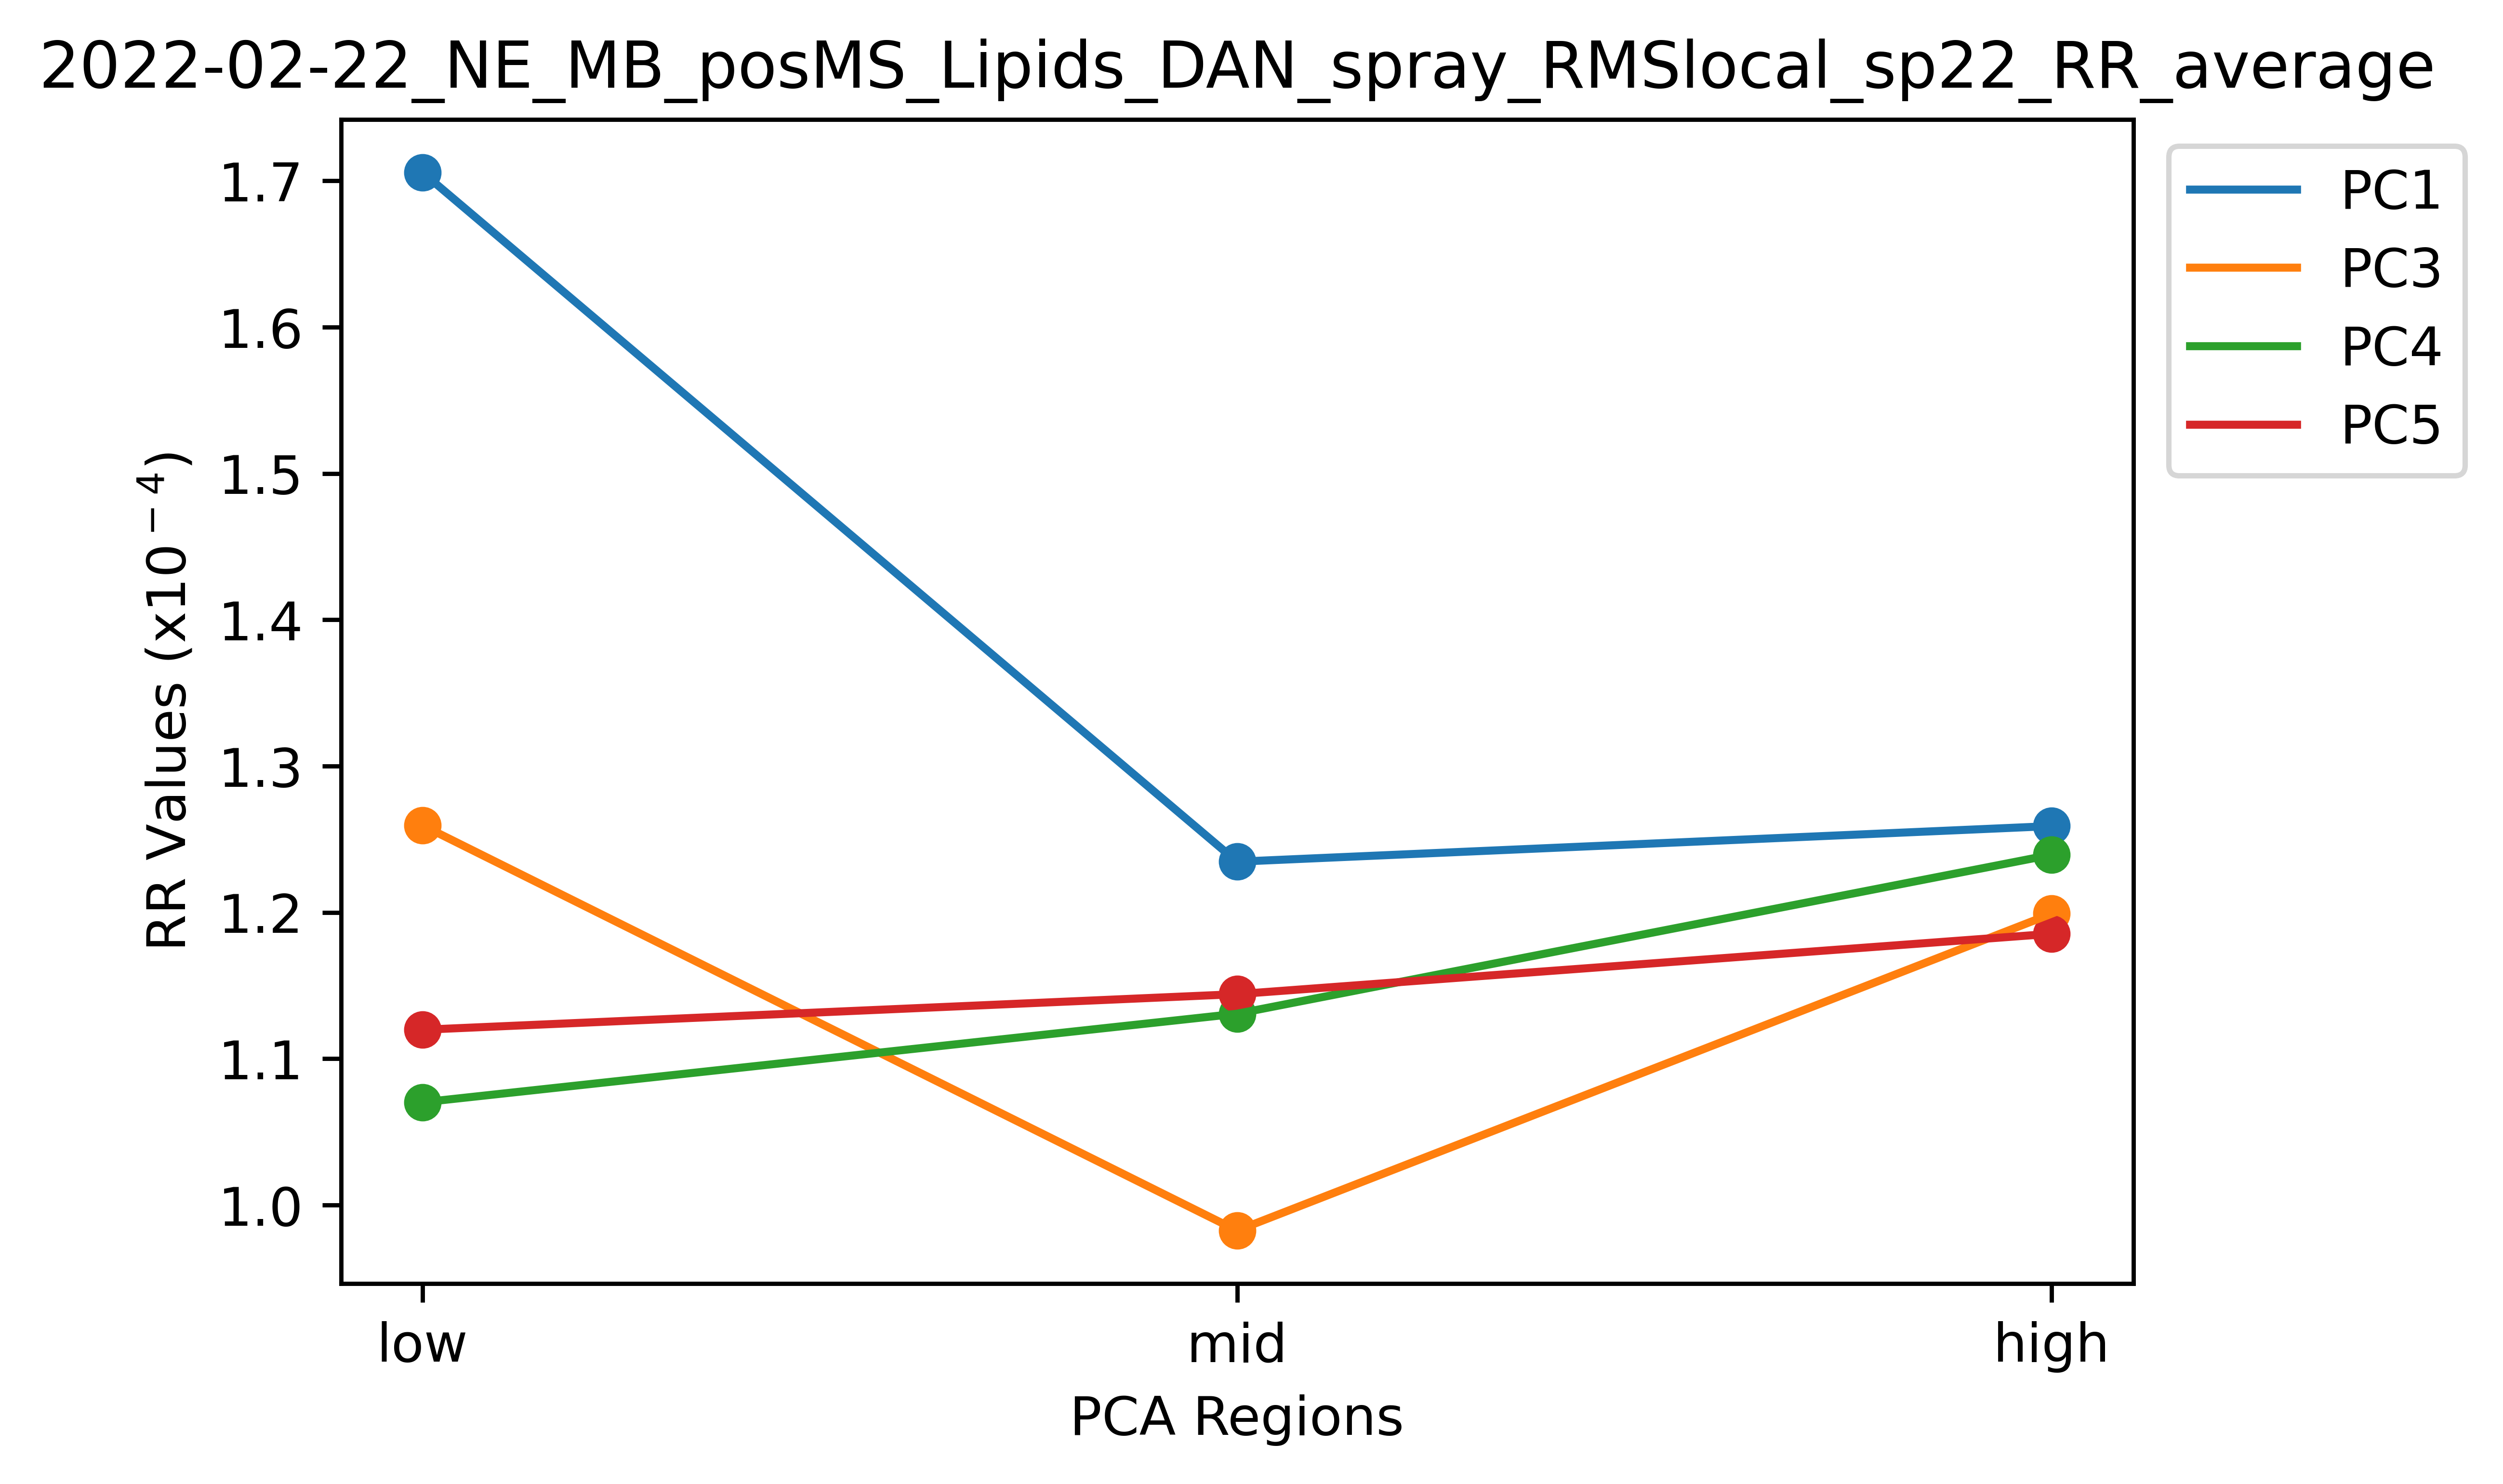 2022-02-22_NE_MB_posMS_Lipids_DAN_spray_RMSlocal_sp22_RR_average
PC1
PC3
PC4
PC5
RR Values (x10⁻⁴)
1.7
1.6
1.5
1.4
1.3
1.2
1.1
1.0
low mid high
PCA Regions